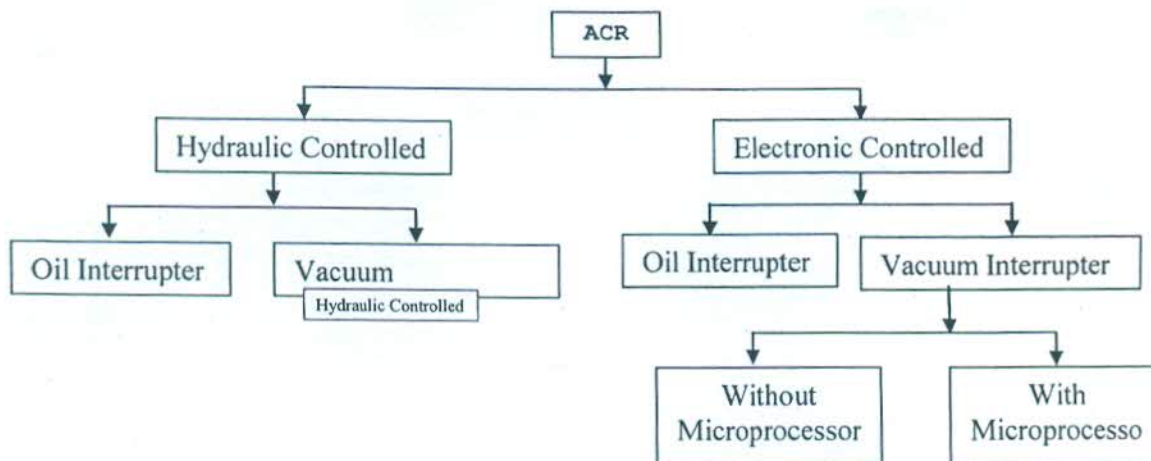 ACR
Hydraulic Controlled
Electronic Controlled
Oil Interrupter
Vacuum
Hydraulic Controlled
Oil Interrupter
Vacuum Interrupter
Without
Microprocessor
With
Microprocesso